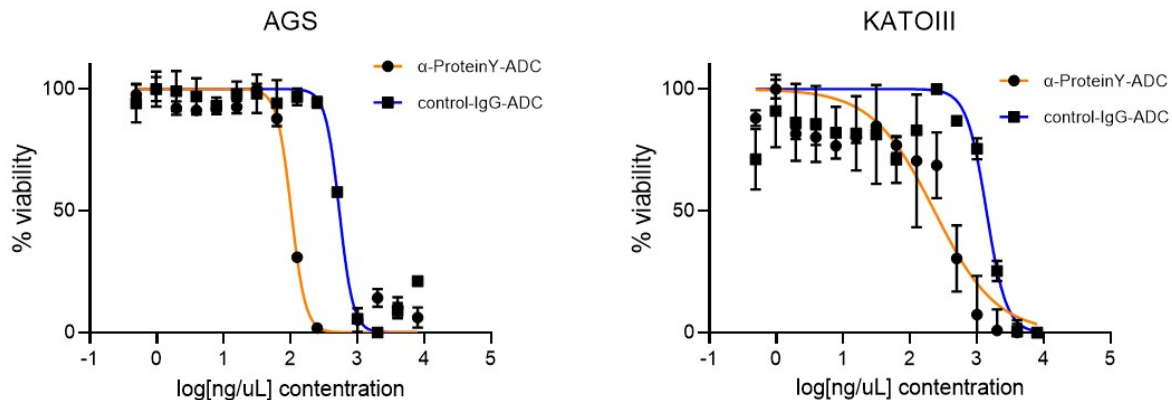 AGS
α-ProteinY-ADC
control-IgG-ADC
% viability
100
50
0
-1 0 1 2 3 4 5
log[ng/uL] contentration
KATOIII
α-ProteinY-ADC
control-IgG-ADC
% viability
100
50
0
-1 0 1 2 3 4 5
log[ng/uL] contentration